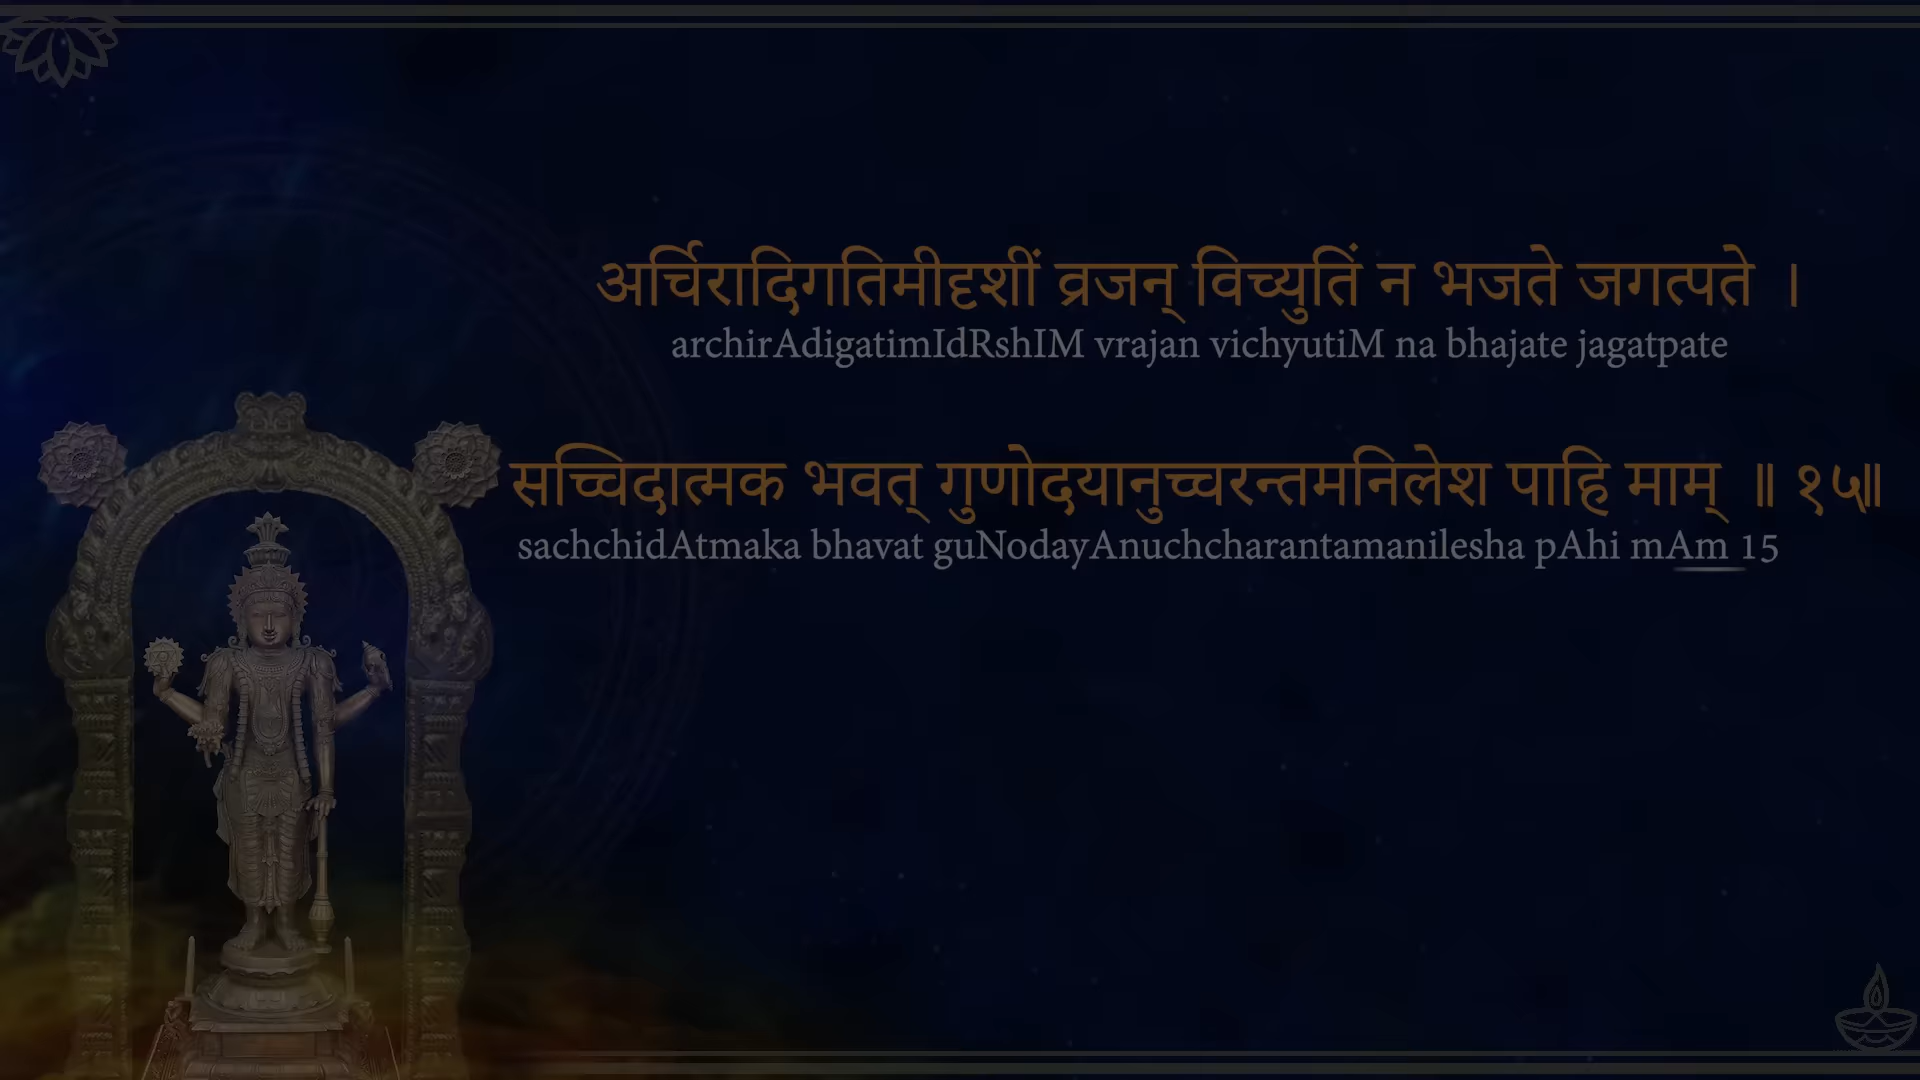 अर्चिरादिगतिमीदृशीं व्रजन् विच्युतिं न भजते जगत्पते ।
archirAdigatimIdRshIM vrajan vichyutiM na bhajate jagatpate
सच्चिदात्मक भवत् गुणोदयानुच्चरन्तमनिलेश पाहि माम् ॥ १५॥
sachchidAtmaka bhavat guNodayAnuchcharantamanilesha pAhi mAm 15